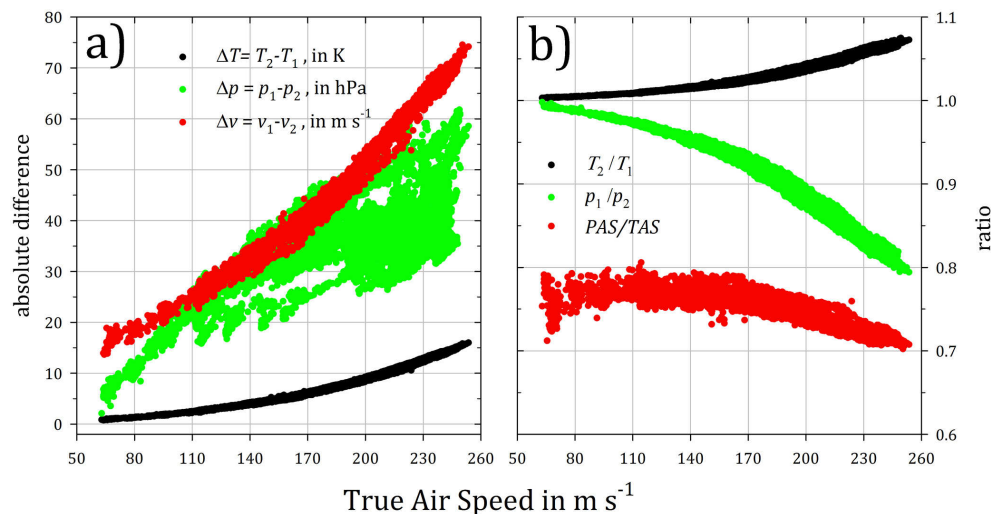 a)
ΔT= T₂-T₁ , in K
Δp = p₁-p₂ , in hPa
Δv = v₁-v₂ , in m s⁻¹
absolute difference
80
70
60
50
40
30
20
10
0
50 80 110 140 170 200 230 260
b)
T₂ / T₁
p₁ /p₂
PAS/TAS
1.1
1.0
0.9
0.8
0.7
0.6
ratio
50 80 110 140 170 200 230 260
True Air Speed in m s⁻¹